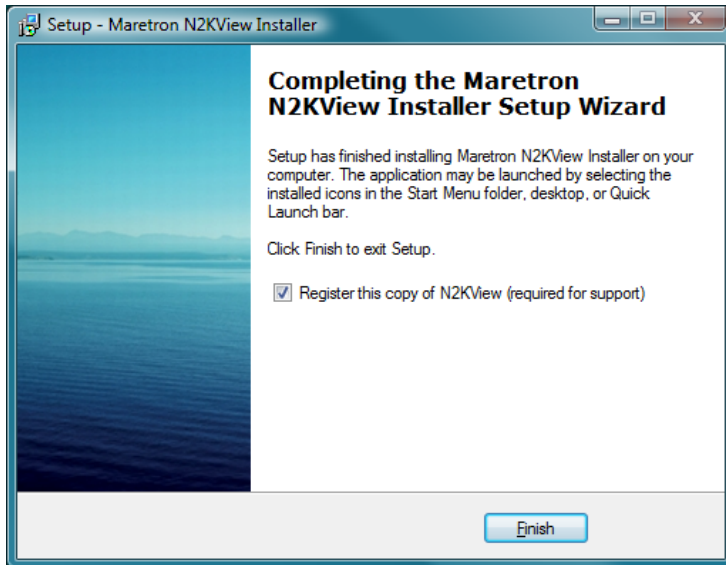 Setup - Maretron N2KView Installer
Completing the Maretron
N2KView Installer Setup Wizard
Setup has finished installing Maretron N2KView Installer on your
computer. The application may be launched by selecting the
installed icons in the Start Menu folder, desktop, or Quick
Launch bar.
Click Finish to exit Setup.
Register this copy of N2KView (required for support)
Finish